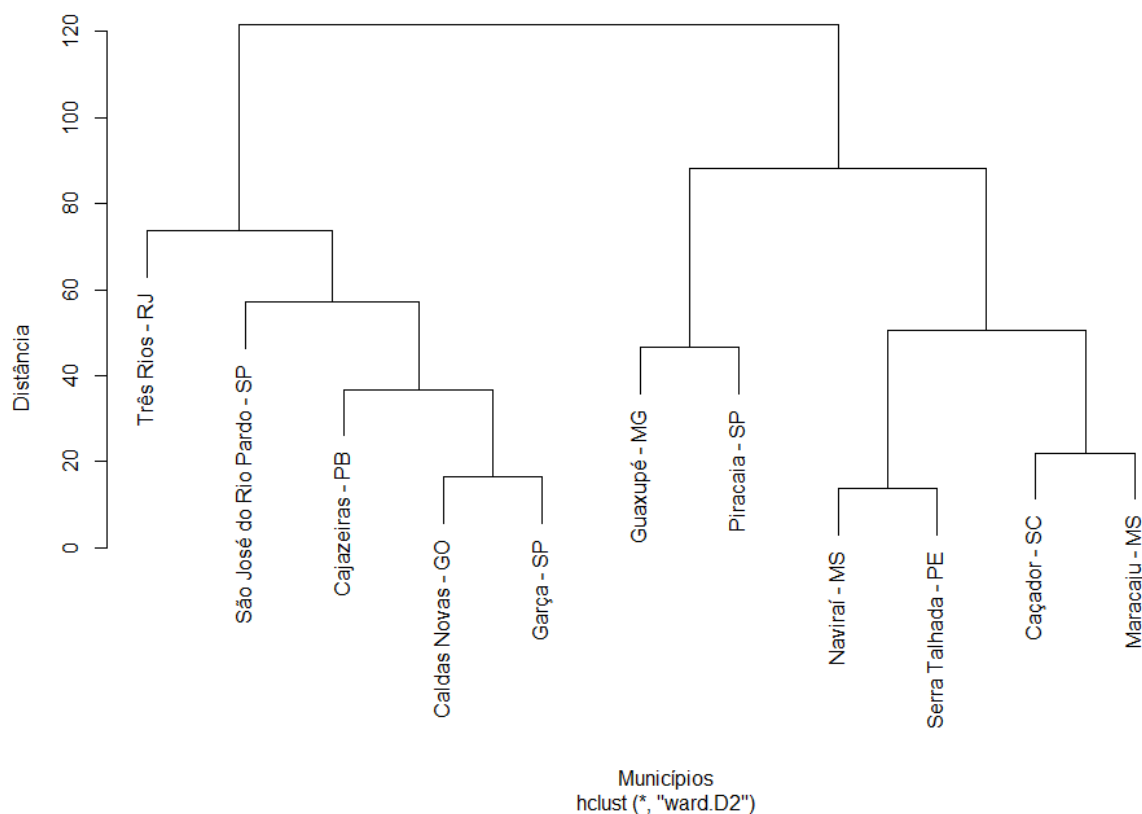 120
100
80
60
40
20
0
Distância
Três Rios - RJ
São José do Rio Pardo - SP
Cajazeiras - PB
Caldas Novas - GO
Garça - SP
Guaxupé - MG
Piracaia - SP
Naviraí - MS
Serra Talhada - PE
Caçador - SC
Maracaiu - MS
Municípios
hclust (*, "ward.D2")